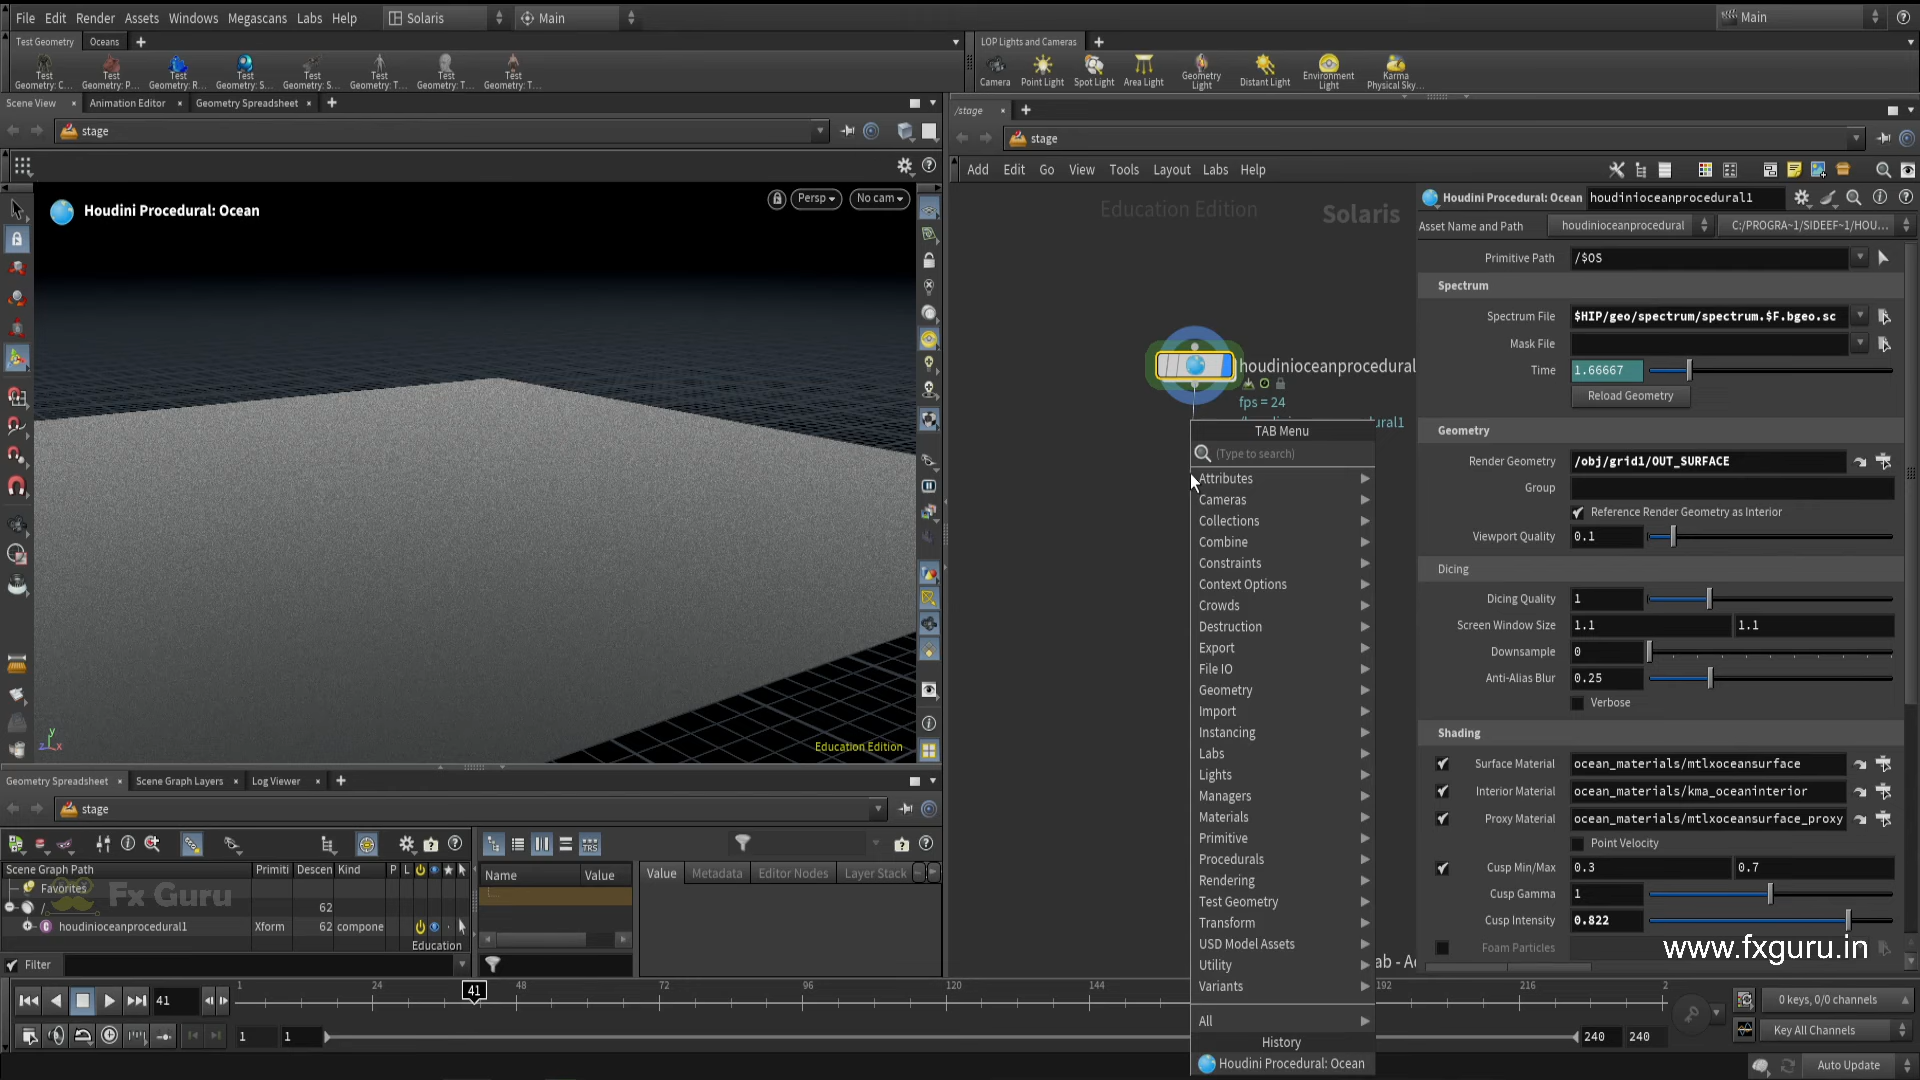 File Edit Render Assets Windows Megascans Labs Help Solaris Main Main
Test Geometry Oceans LOP Lights and Cameras
Test Geometry: C... Test Geometry: P... Test Geometry: R... Test Geometry: S... Test Geometry: S... Test Geometry: T... Test Geometry: T... Test Geometry: T...
Camera Point Light Spot Light Area Light Geometry Light Distant Light Environment Light Karma Physical Sky...
Scene View Animation Editor Geometry Spreadsheet
stage
Houdini Procedural: Ocean
Persp No cam
Education Edition
/stage
stage
Add Edit Go View Tools Layout Labs Help
Education Edition Solaris
houdinioceanprocedural
fps = 24
ural1
TAB Menu
(Type to search)
Attributes
Cameras
Collections
Combine
Constraints
Context Options
Crowds
Destruction
Export
File IO
Geometry
Import
Instancing
Labs
Lights
Managers
Materials
Primitive
Procedurals
Rendering
Test Geometry
Transform
USD Model Assets
Utility
Variants
All
History
Houdini Procedural: Ocean
Houdini Procedural: Ocean houdinioceanprocedural1
Asset Name and Path houdinioceanprocedural C:/PROGRA~1/SIDEEF~1/HOU...
Primitive Path /$OS
Spectrum
Spectrum File $HIP/geo/spectrum/spectrum.$F.bgeo.sc
Mask File
Time 1.66667
Reload Geometry
Geometry
Render Geometry /obj/grid1/OUT_SURFACE
Group
Reference Render Geometry as Interior
Viewport Quality 0.1
Dicing
Dicing Quality 1
Screen Window Size 1.1 1.1
Downsample 0
Anti-Alias Blur 0.25
Verbose
Shading
Surface Material ocean_materials/mtlxoceansurface
Interior Material ocean_materials/kma_oceaninterior
Proxy Material ocean_materials/mtlxoceansurface_proxy
Point Velocity
Cusp Min/Max 0.3 0.7
Cusp Gamma 1
Cusp Intensity 0.822
Foam Particles
www.fxguru.in
Geometry Spreadsheet Scene Graph Layers Log Viewer
stage
Scene Graph Path Primiti Descen Kind P L
Favorites
Fx Guru
/ 62
houdinioceanprocedural1 Xform 62 compone
Education
Filter
Name Value
Value Metadata Editor Nodes Layer Stack
41 1 24 41 48 72 96 120 144 192 216 2
1 1 240 240
0 keys, 0/0 channels
Key All Channels
Auto Update